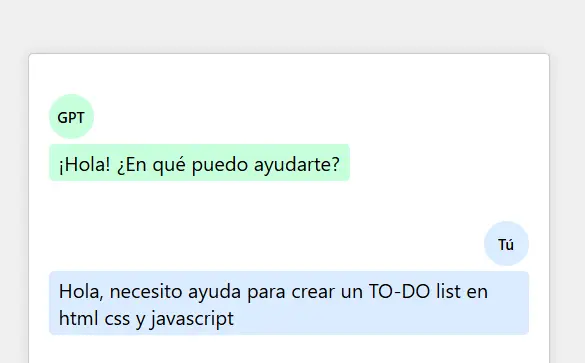 GPT
¡Hola! ¿En qué puedo ayudarte?
Tú
Hola, necesito ayuda para crear un TO-DO list en
html css y javascript